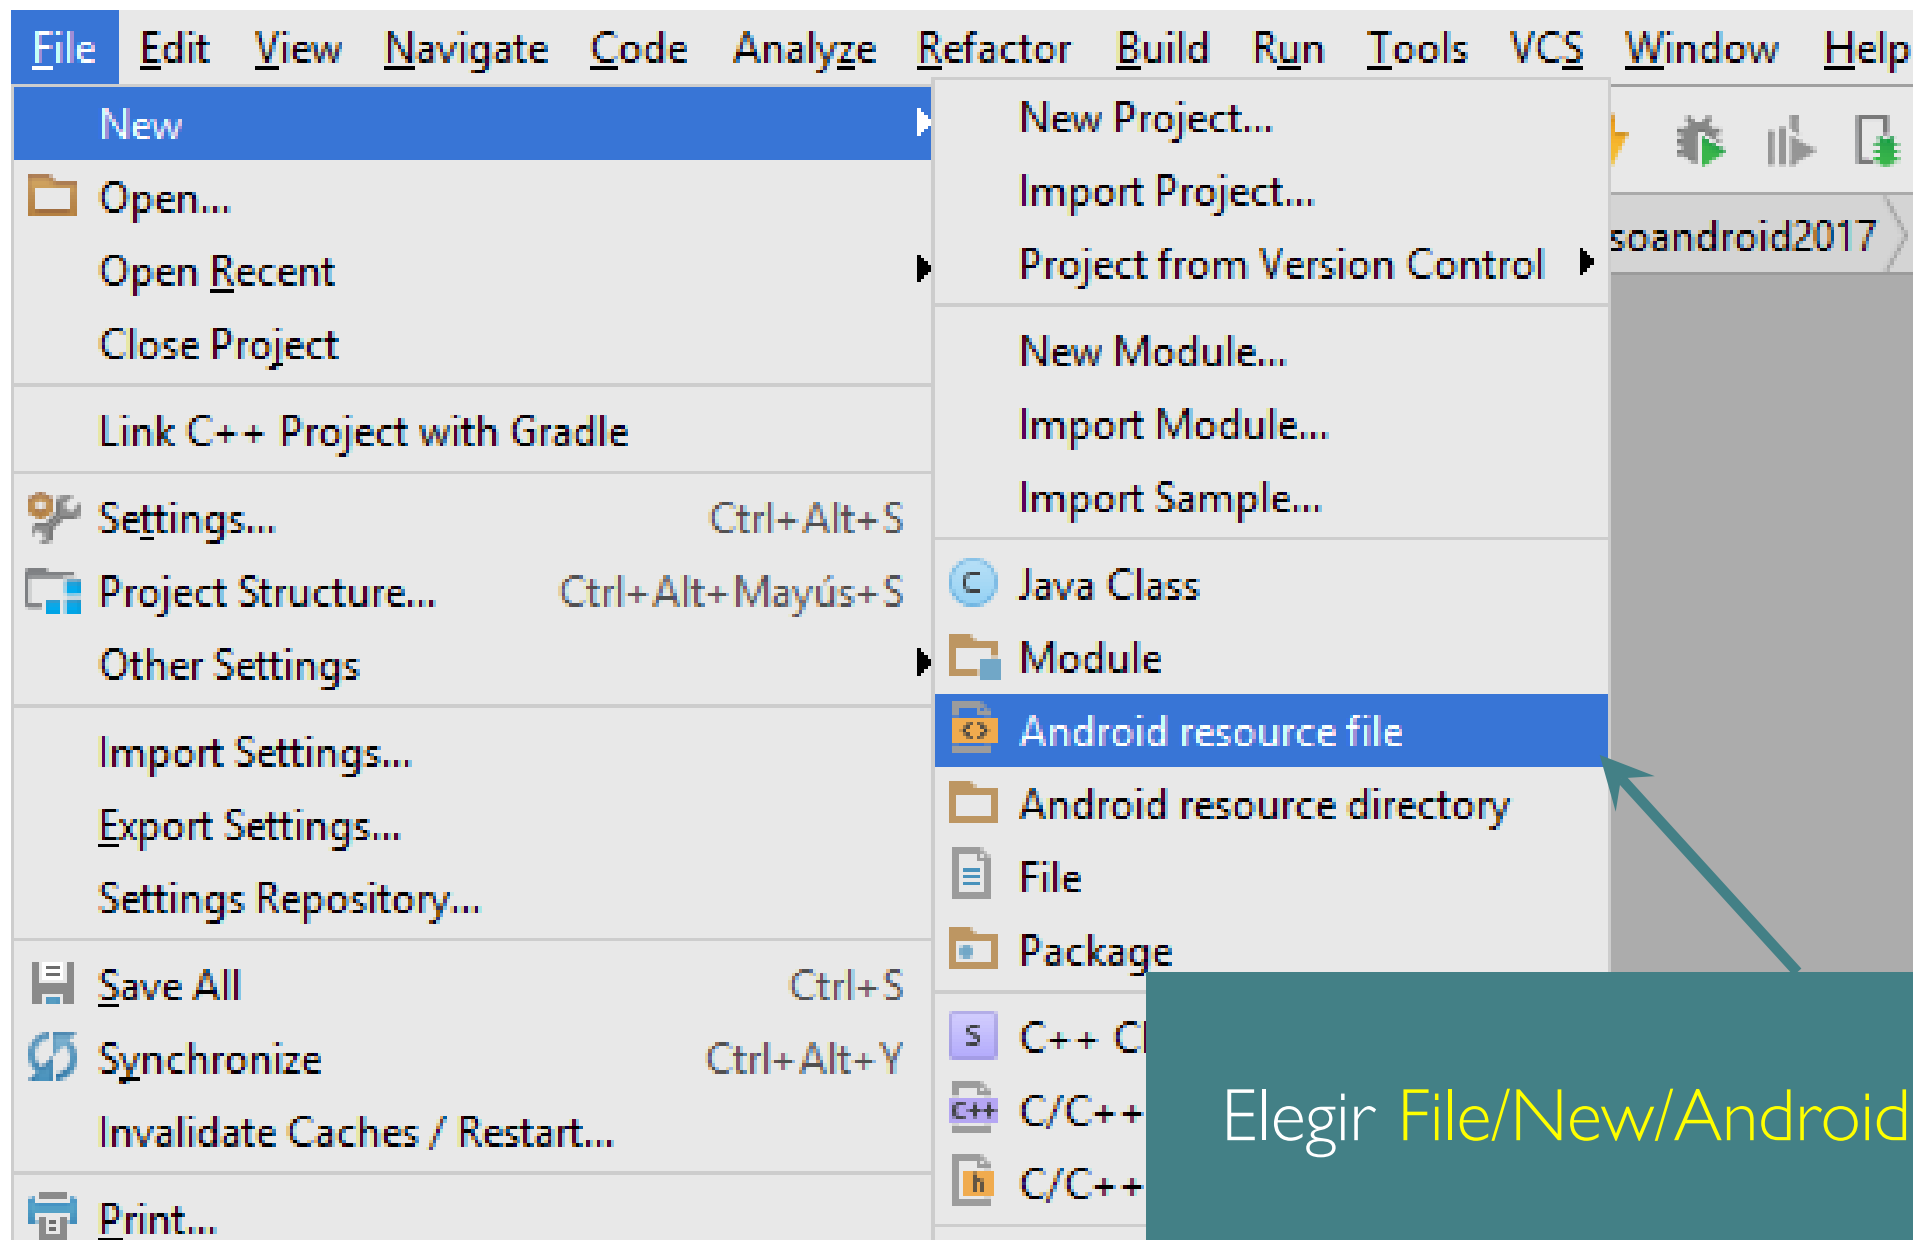 File Edit View Navigate Code Analyze Refactor Build Run Tools VCS Window Help
New
Open...
Open Recent
Close Project
Link C++ Project with Gradle
Settings... Ctrl+Alt+S
Project Structure... Ctrl+Alt+Mayús+S
Other Settings
Import Settings...
Export Settings...
Settings Repository...
Save All Ctrl+S
Synchronize Ctrl+Alt+Y
Invalidate Caches / Restart...
Print...
New Project...
Import Project...
Project from Version Control
New Module...
Import Module...
Import Sample...
C Java Class
Module
<> Android resource file
Android resource directory
File
Package
S C++ Cl
C++ C/C++
h C/C++
soandroid2017
Elegir File/New/Android